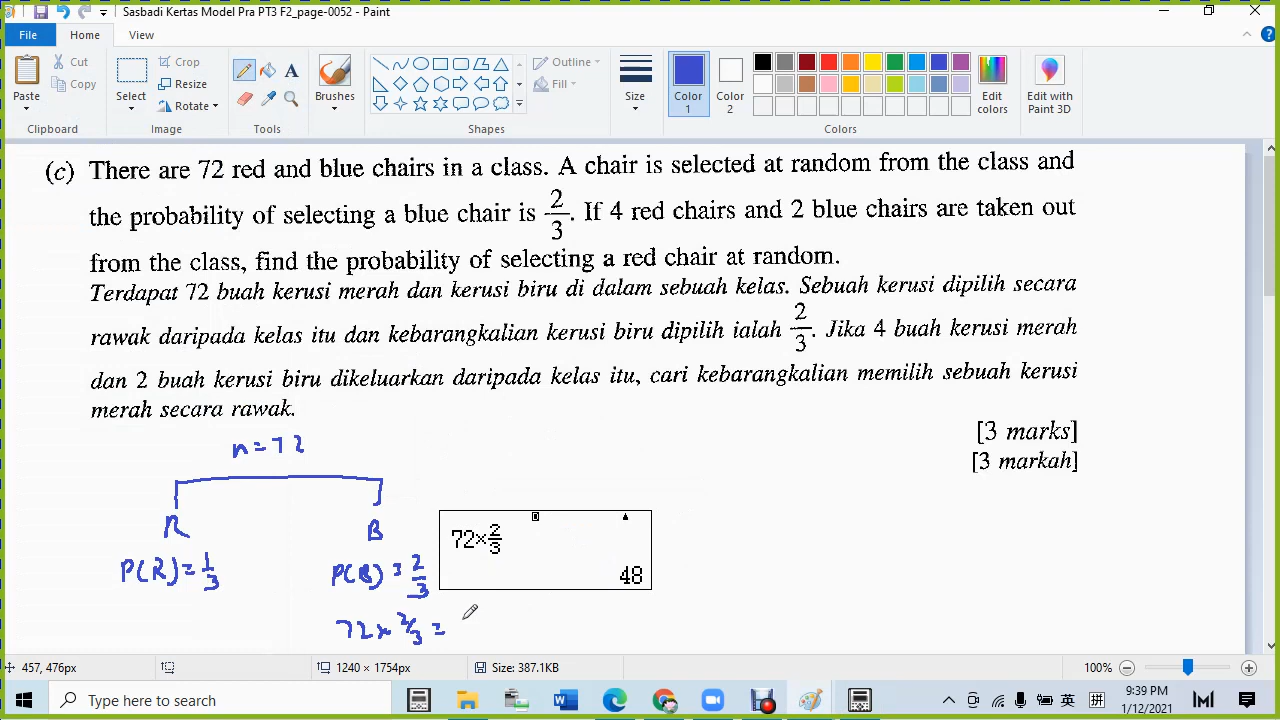 Sasbadi Kertas Model Pra PT3 F2_page-0052 - Paint
File Home View
Paste
Cut
Copy
Clipboard
Select
Crop
Resize
Rotate
Image
Tools
Brushes
Shapes
Outline
Fill
Size
Color 1
Color 2
Edit colors
Colors
Edit with Paint 3D
(c) There are 72 red and blue chairs in a class. A chair is selected at random from the class and
the probability of selecting a blue chair is 2/3. If 4 red chairs and 2 blue chairs are taken out
from the class, find the probability of selecting a red chair at random.
Terdapat 72 buah kerusi merah dan kerusi biru di dalam sebuah kelas. Sebuah kerusi dipilih secara
rawak daripada kelas itu dan kebarangkalian kerusi biru dipilih ialah 2/3. Jika 4 buah kerusi merah
dan 2 buah kerusi biru dikeluarkan daripada kelas itu, cari kebarangkalian memilih sebuah kerusi
merah secara rawak.
[3 marks]
[3 markah]
n=72
R B
P(R)=1/3 P(B)=2/3
72×2/3
48
72×2/3=
457, 476px
1240 × 1754px
Size: 387.1KB
100%
Type here to search
英
拼
9:39 PM
1/12/2021